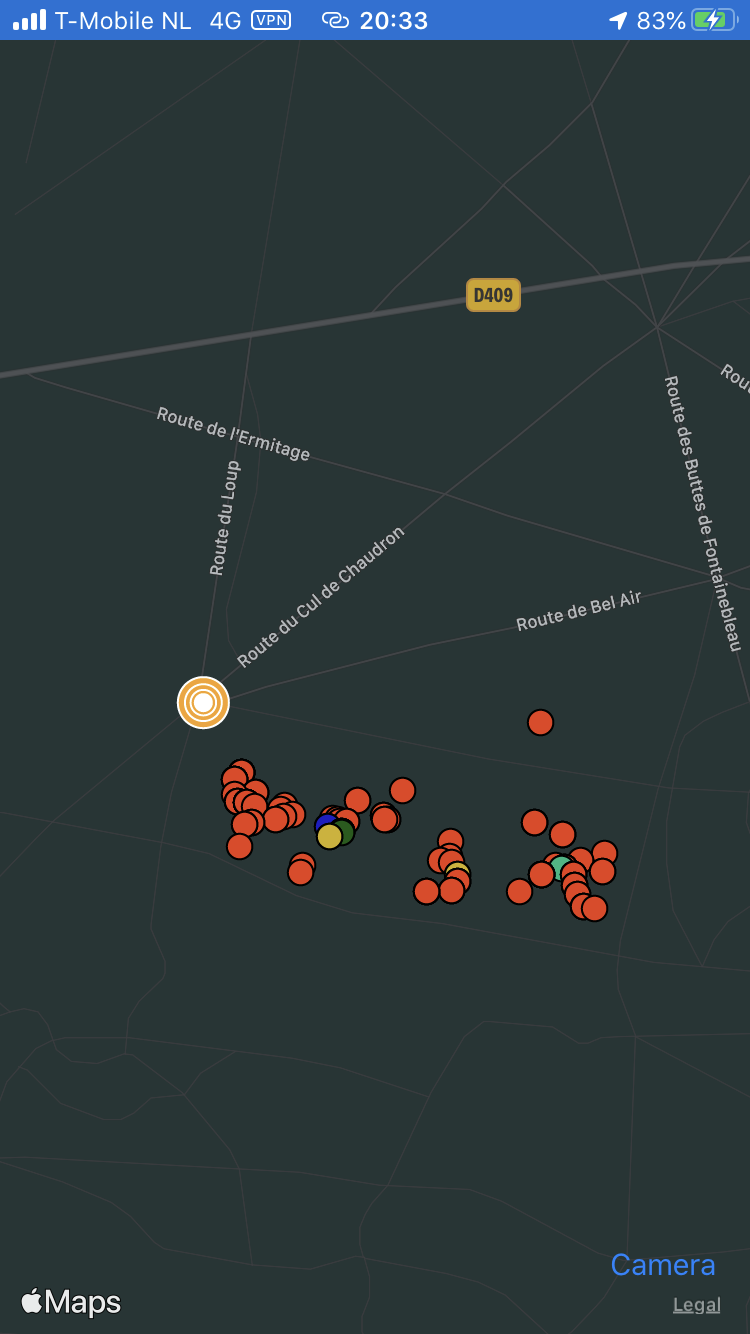 T-Mobile NL 4G VPN 20:33 83%
D409
Rou
Route de l'Ermitage
Route des Buttes de Fontainebleau
Route du Loup
Route du Cul de Chaudron
Route de Bel Air
Camera
Maps
Legal